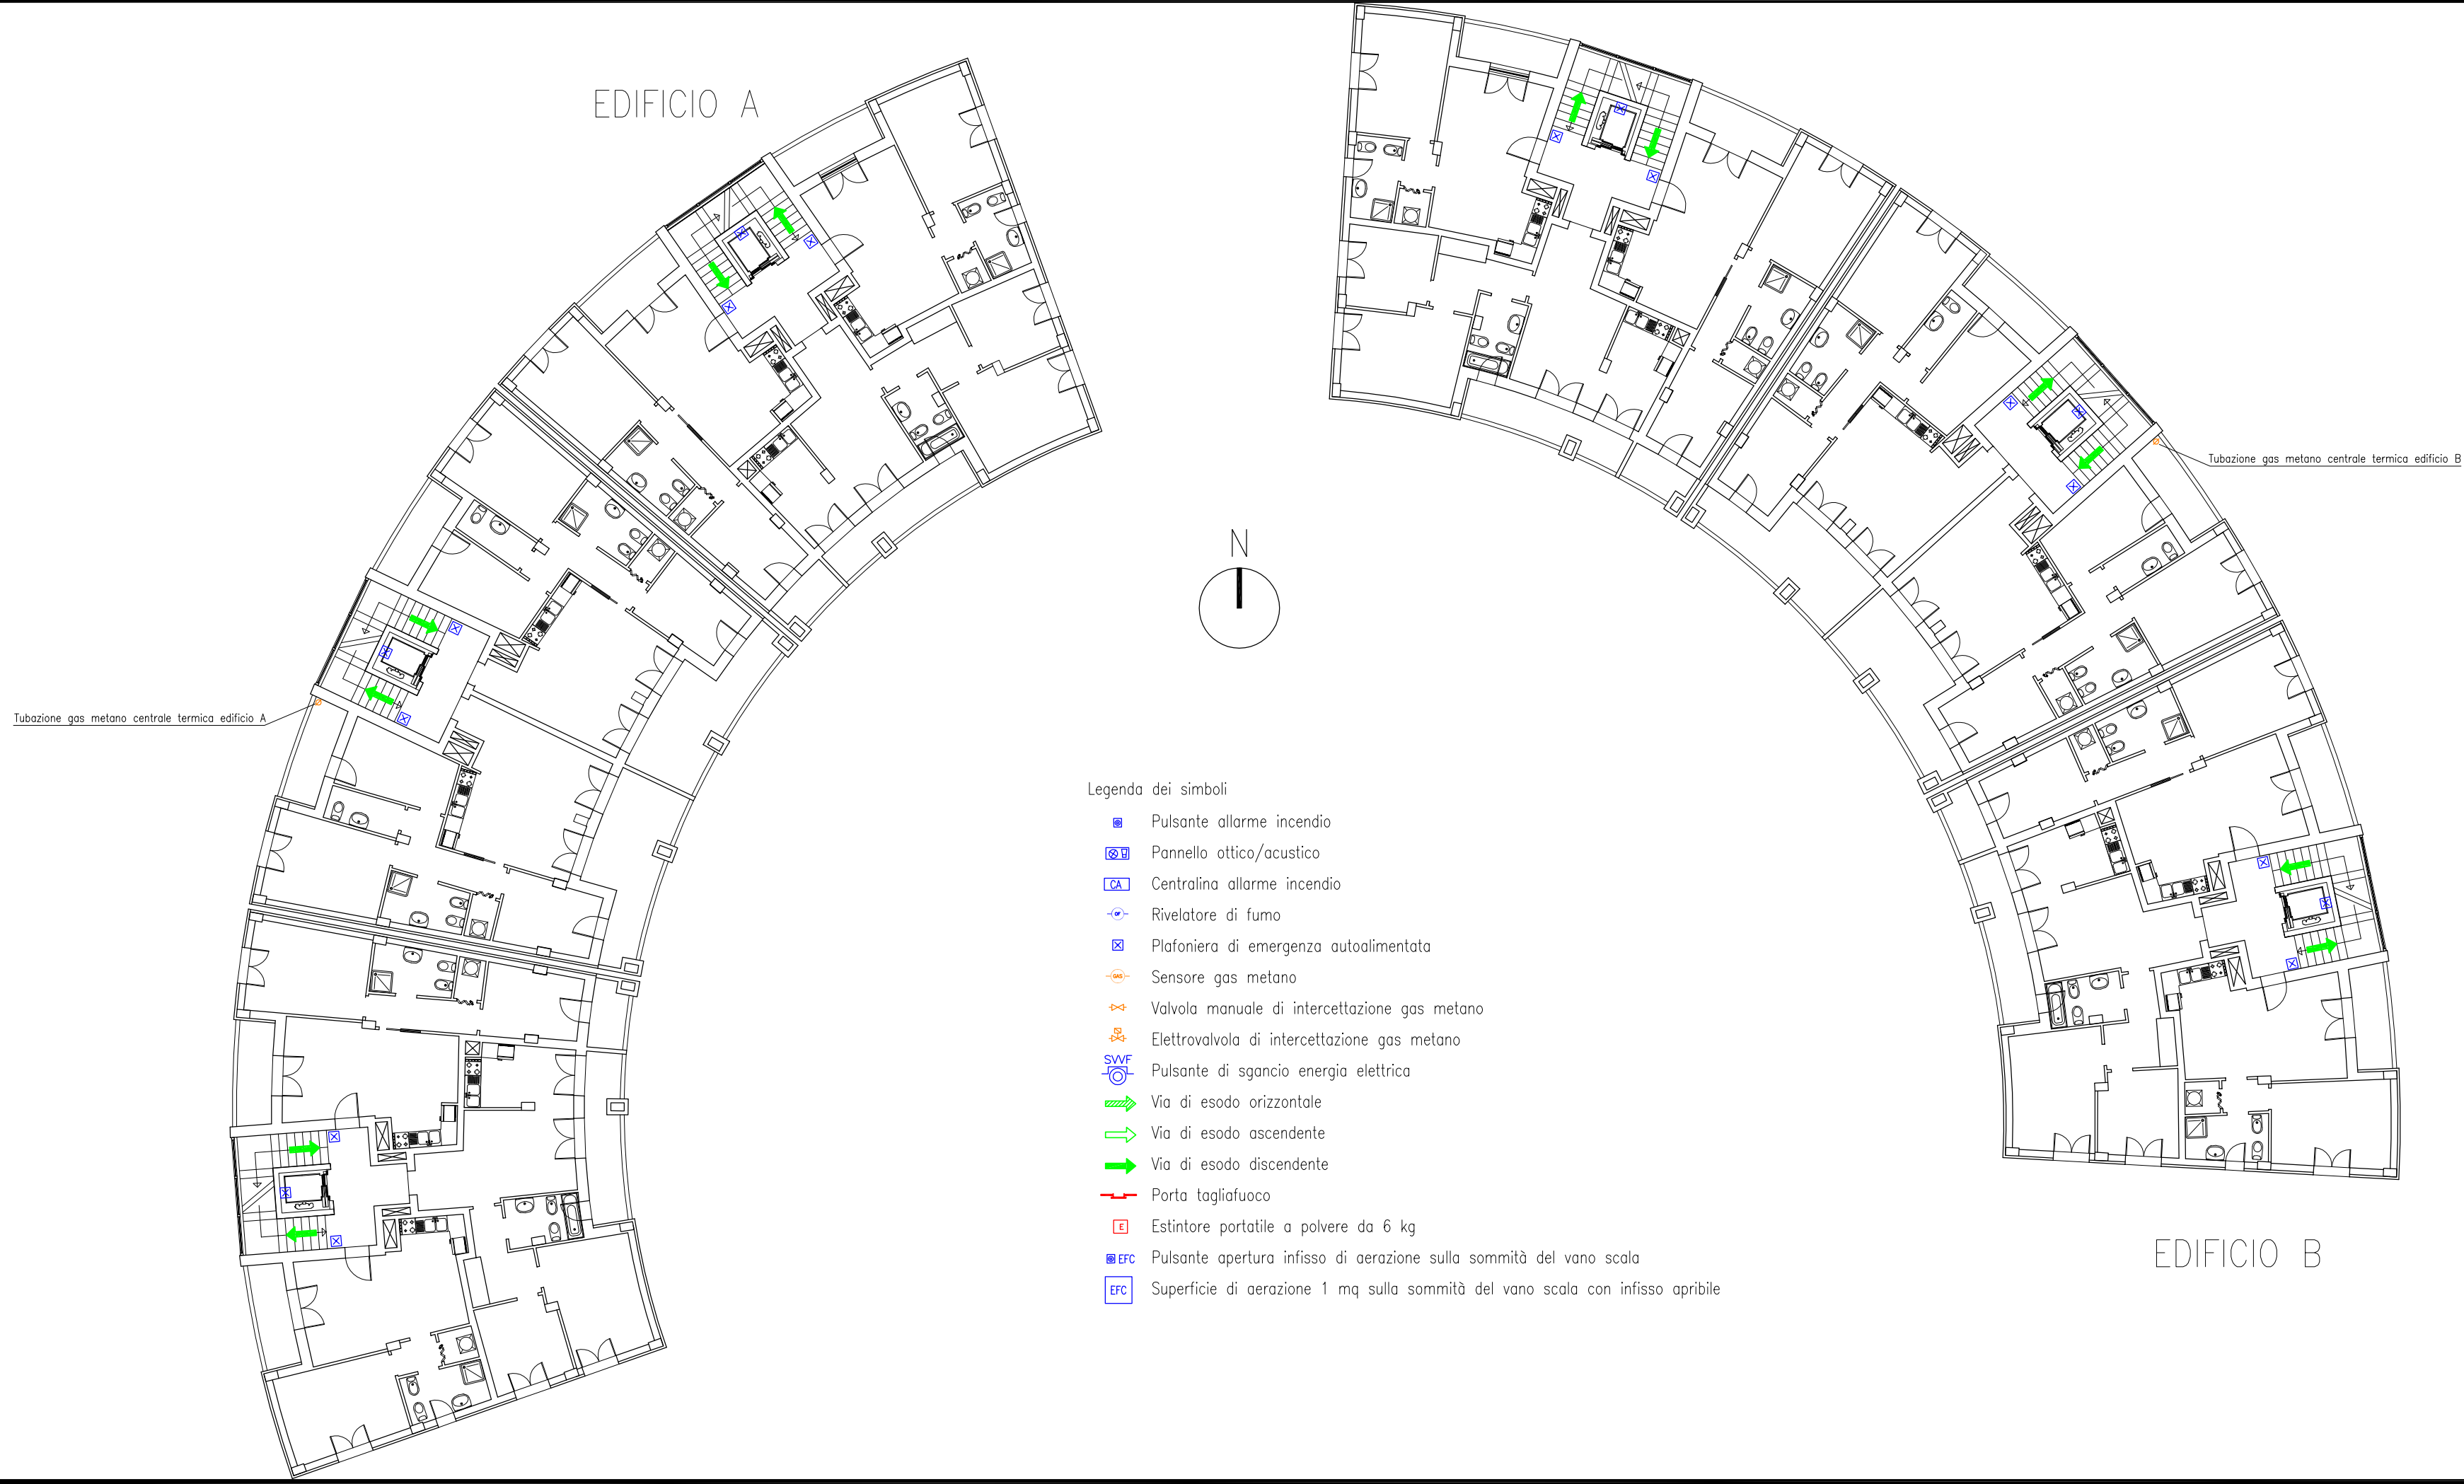 EDIFICIO A
Tubazione gas metano centrale termica edificio B
N
Tubazione gas metano centrale termica edificio A
Legenda dei simboli
Pulsante allarme incendio
Pannello ottico/acustico
CA Centralina allarme incendio
OF Rivelatore di fumo
Plafoniera di emergenza autoalimentata
GAS Sensore gas metano
Valvola manuale di intercettazione gas metano
Elettrovalvola di intercettazione gas metano
SVVF
Pulsante di sgancio energia elettrica
Via di esodo orizzontale
Via di esodo ascendente
Via di esodo discendente
Porta tagliafuoco
E Estintore portatile a polvere da 6 kg
EFC Pulsante apertura infisso di aerazione sulla sommità del vano scala
EFC Superficie di aerazione 1 mq sulla sommità del vano scala con infisso apribile
EDIFICIO B